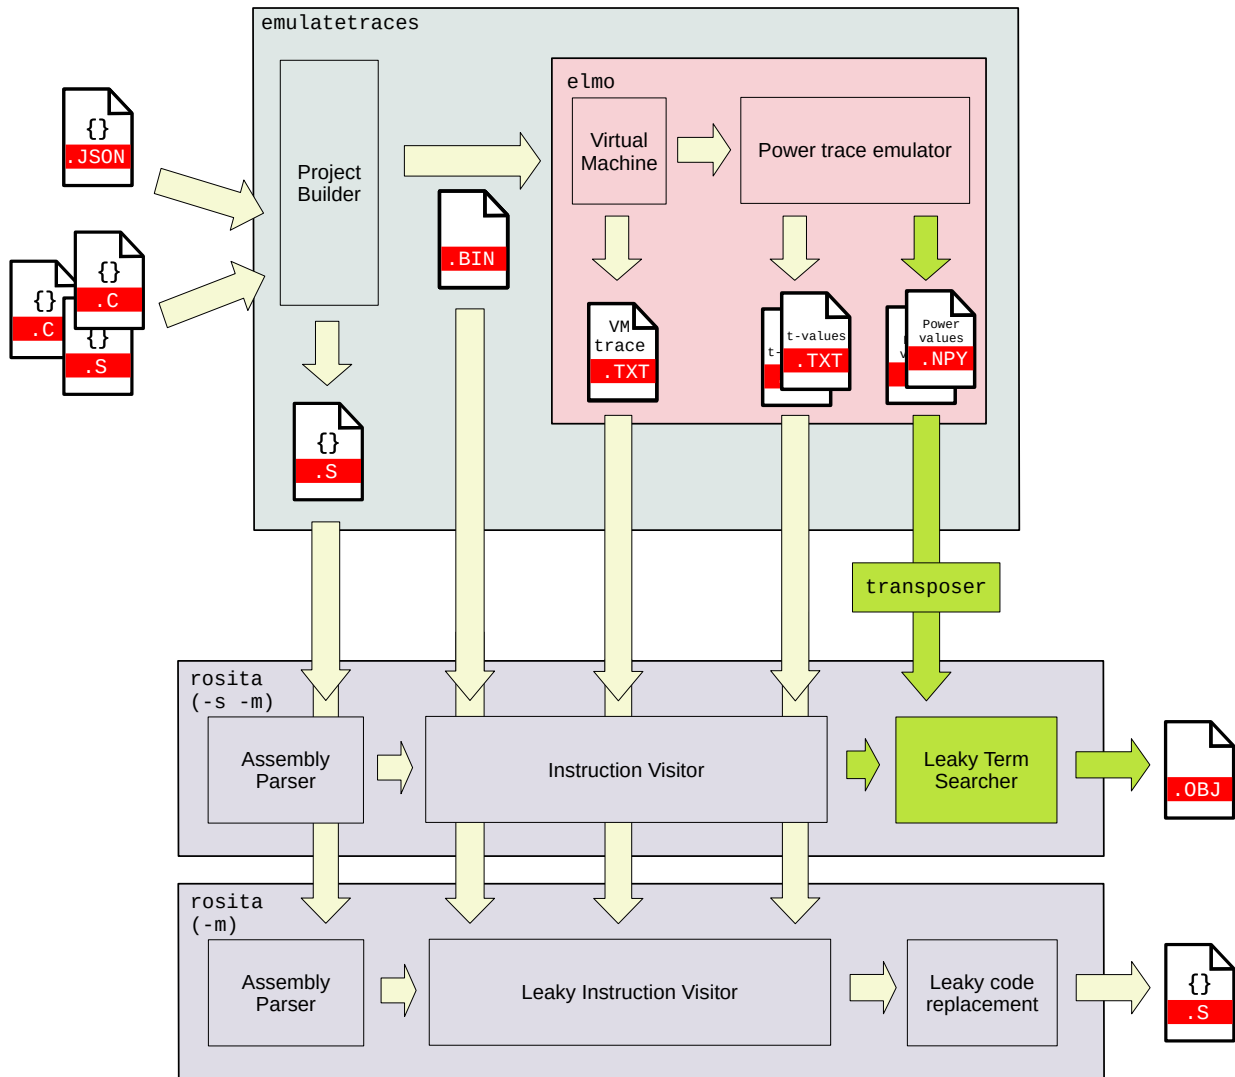 emulatetraces
elmo
{}
.JSON
Project
Builder
Virtual
Machine
Power trace emulator
.BIN
{}
.C
{}
.C
{}
.S
VM
trace
.TXT
t-values
.TXT
t-
Power
values
.NPY
{}
.S
transposer
rosita
(-s -m)
Assembly
Parser
Instruction Visitor
Leaky Term
Searcher
.OBJ
rosita
(-m)
Assembly
Parser
Leaky Instruction Visitor
Leaky code
replacement
{}
.S